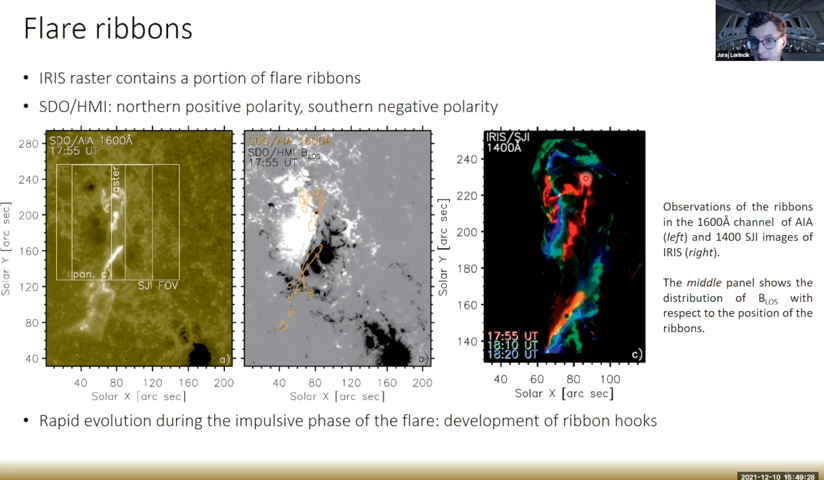 Flare ribbons
Juraj Lorincik
• IRIS raster contains a portion of flare ribbons
• SDO/HMI: northern positive polarity, southern negative polarity
SDO/AIA 1600Å
17:55 UT
raster
pan. c)
SJI FOV
a)
280
240
200
160
120
80
40
Solar Y [arc sec]
40 80 120 160 200
Solar X [arc sec]
SDO/AIA 1600Å
SDO/HMI B LOS
17:55 UT
b)
40 80 120 160 200
Solar X [arc sec]
IRIS/SJI
1400Å
240
220
200
180
160
140
Solar Y [arc sec]
17:55 UT
18:10 UT
18:20 UT
c)
40 60 80 100
Solar X [arc sec]
Observations of the ribbons
in the 1600Å channel of AIA
(left) and 1400 SJI images of
IRIS (right).
The middle panel shows the
distribution of BLOS with
respect to the position of the
ribbons.
• Rapid evolution during the impulsive phase of the flare: development of ribbon hooks
2021-12-10 15:49:28